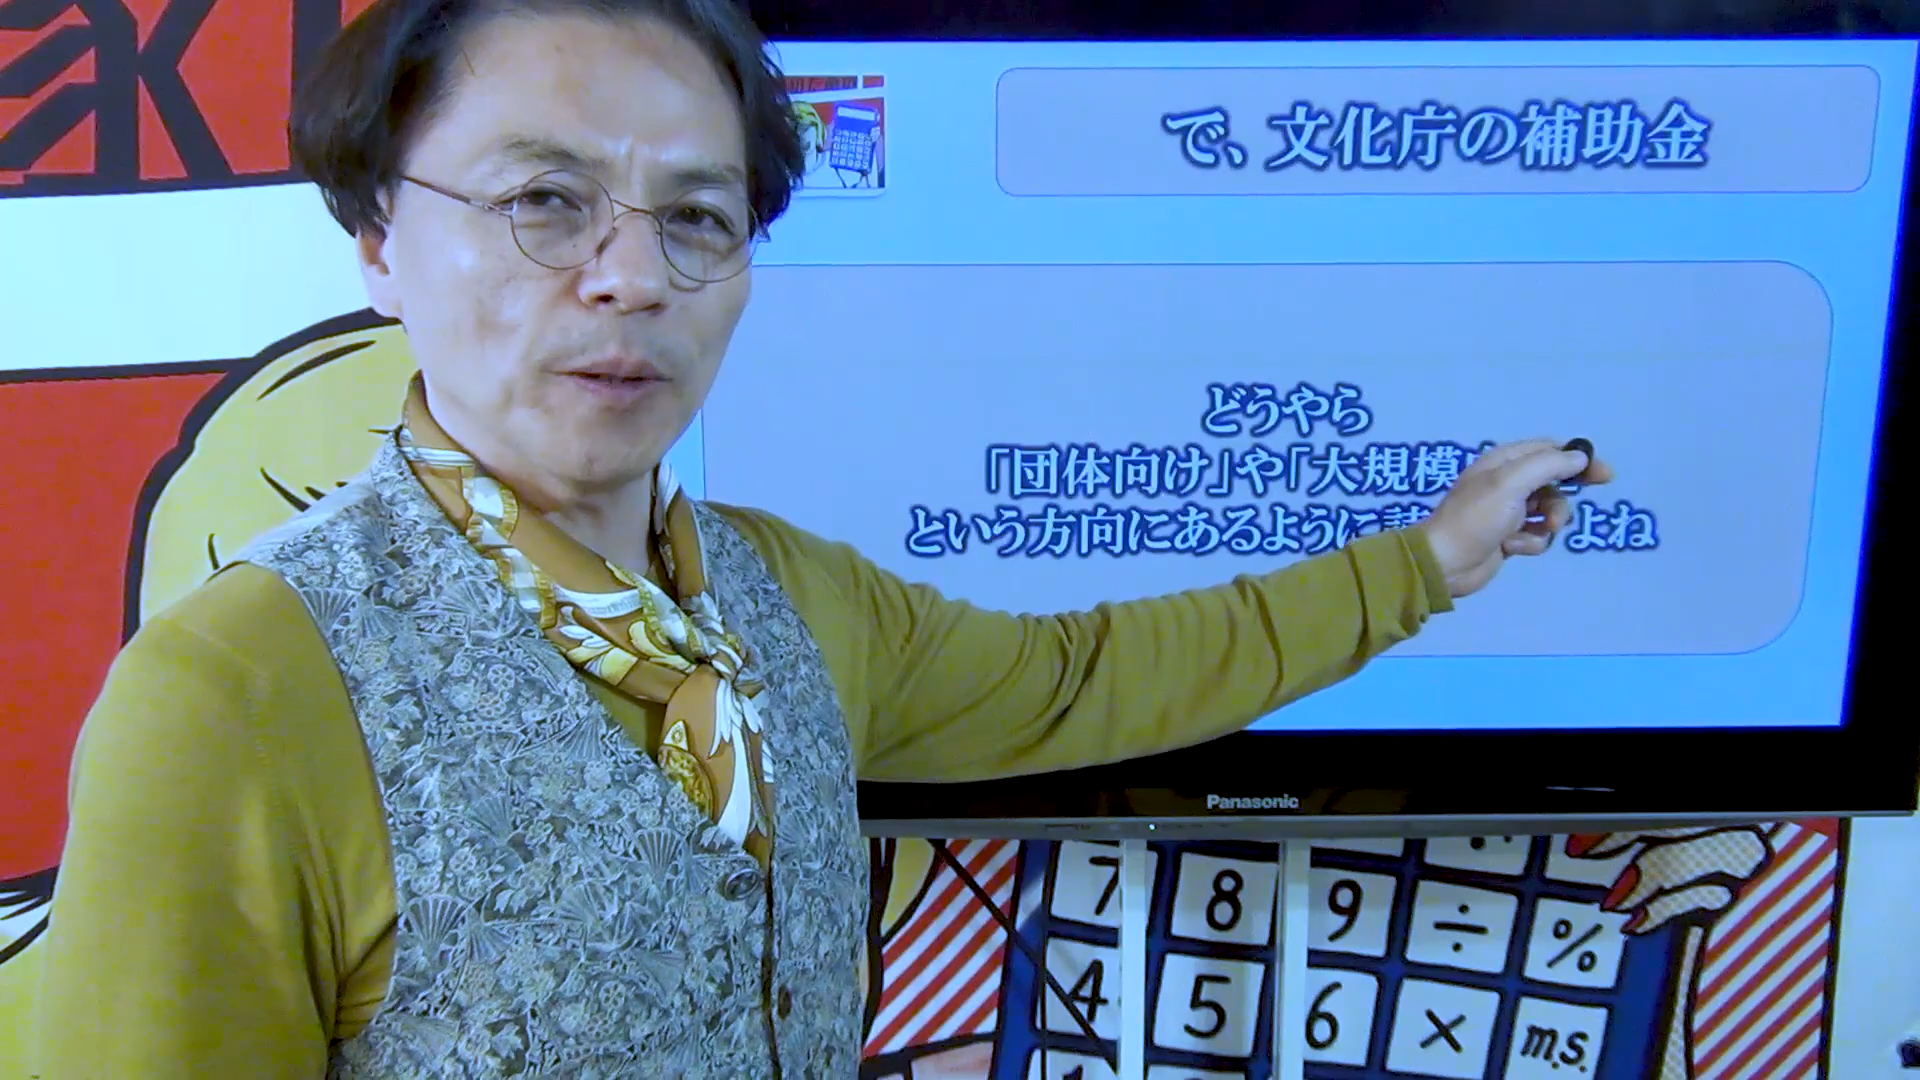 で、文化庁の補助金
どうやら
「団体向け」や「大規模
という方向にあるように よね
Panasonic
7 8 9 ÷ %
4 5 6 × m.s.